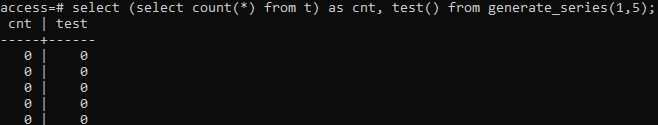 access=# select (select count(*) from t) as cnt, test() from generate_series(1,5);
 cnt | test
-----+------
   0 |    0
   0 |    0
   0 |    0
   0 |    0
   0 |    0